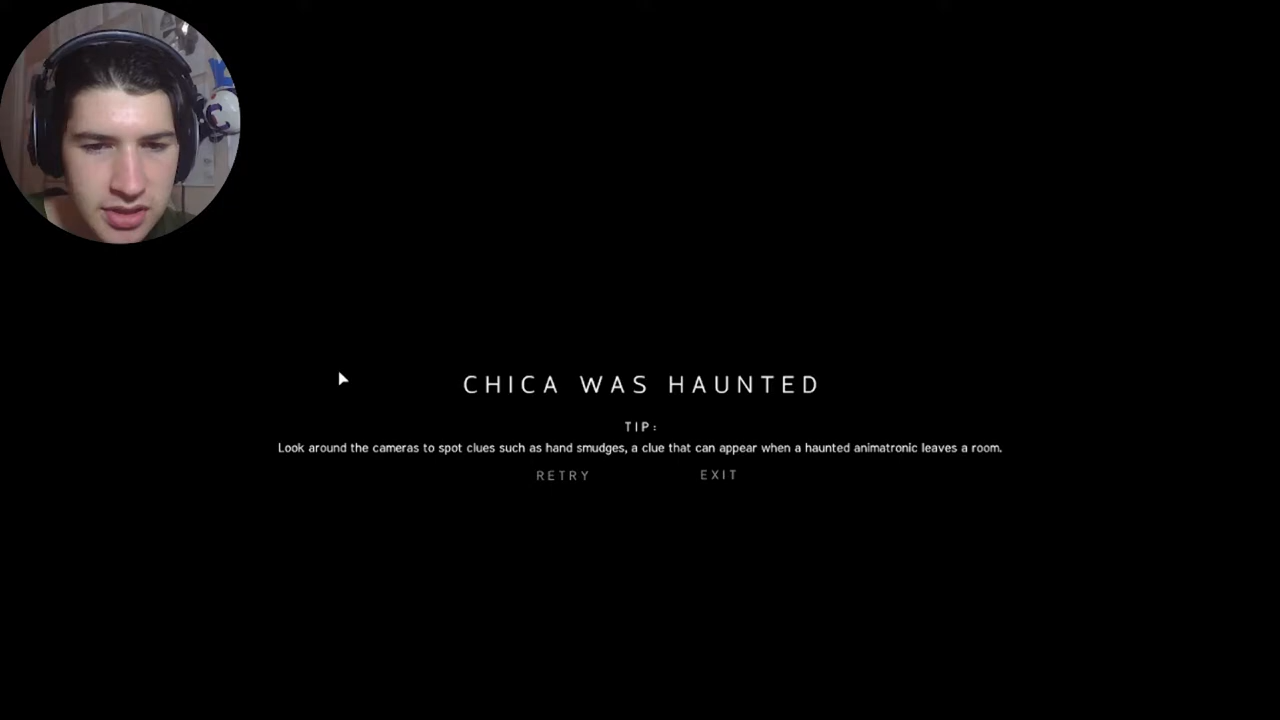 CHICA WAS HAUNTED
TIP:
Look around the cameras to spot clues such as hand smudges, a clue that can appear when a haunted animatronic leaves a room.
RETRY EXIT